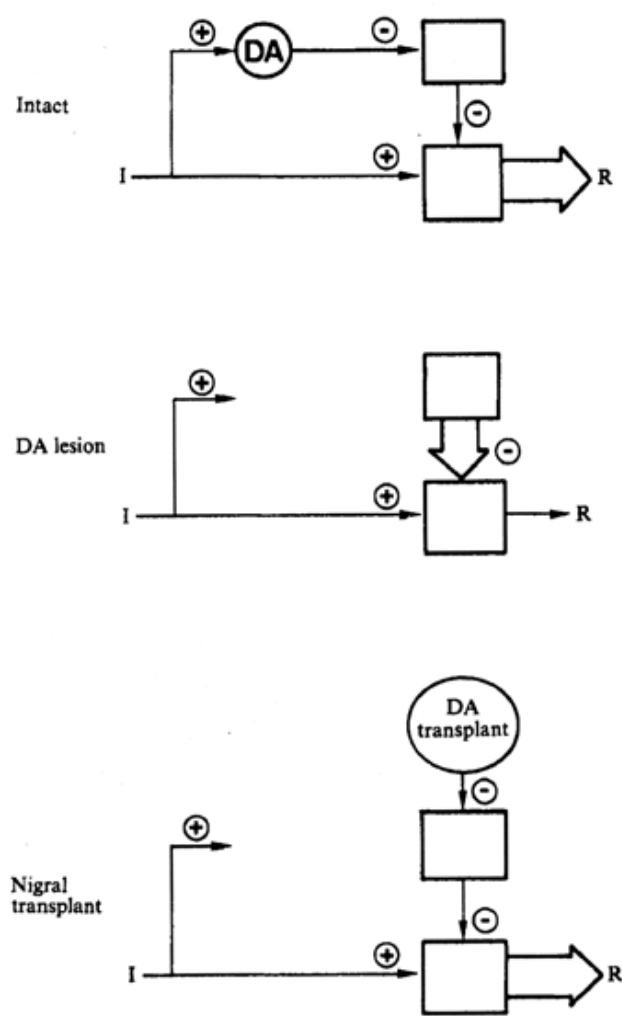 +
DA
-
Intact
-
+
I
R
+
DA lesion
-
+
I
R
DA
transplant
-
+
Nigral
transplant
-
+
I
R